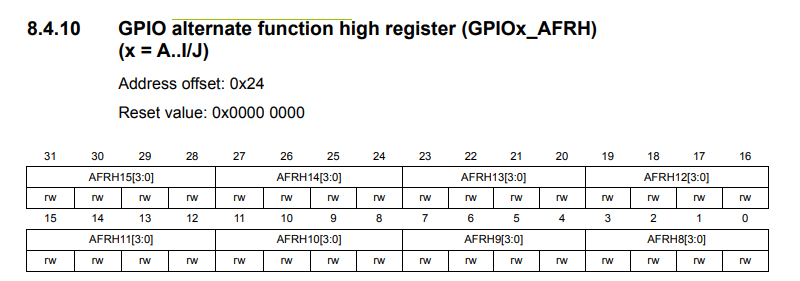 8.4.10 GPIO alternate function high register (GPIOx_AFRH)
(x = A..I/J)
Address offset: 0x24
Reset value: 0x0000 0000
31 30 29 28 27 26 25 24 23 22 21 20 19 18 17 16
AFRH15[3:0] AFRH14[3:0] AFRH13[3:0] AFRH12[3:0]
rw rw rw rw rw rw rw rw rw rw rw rw rw rw rw rw
15 14 13 12 11 10 9 8 7 6 5 4 3 2 1 0
AFRH11[3:0] AFRH10[3:0] AFRH9[3:0] AFRH8[3:0]
rw rw rw rw rw rw rw rw rw rw rw rw rw rw rw rw